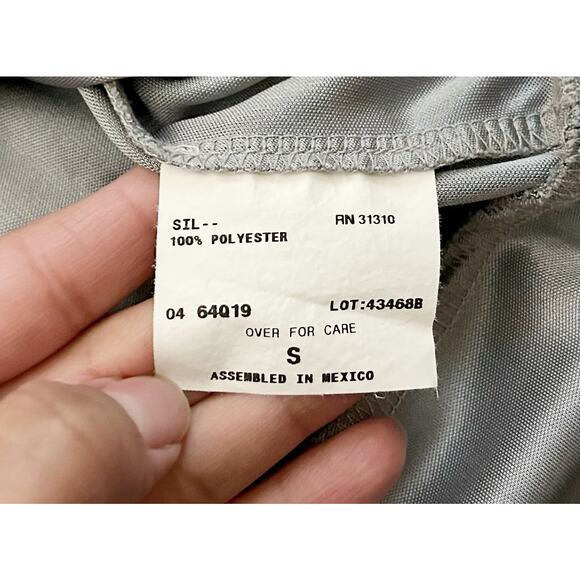 SIL-- RN 31310
100% POLYESTER
04 64Q19 LOT:43468B
OVER FOR CARE
S
ASSEMBLED IN MEXICO